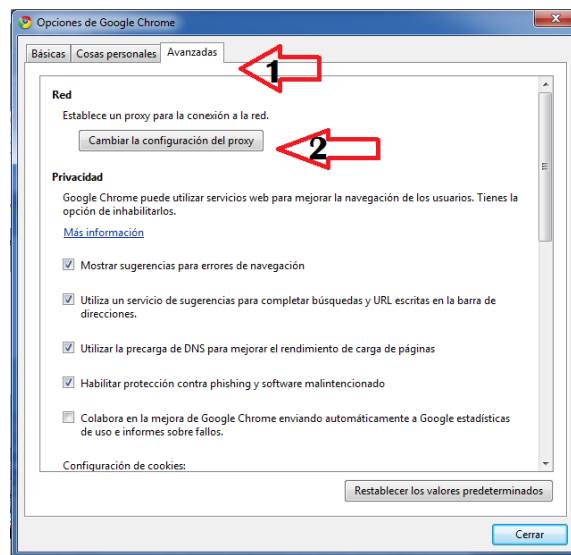 Opciones de Google Chrome
Básicas Cosas personales Avanzadas
1
Red
Establece un proxy para la conexión a la red.
Cambiar la configuración del proxy
2
Privacidad
Google Chrome puede utilizar servicios web para mejorar la navegación de los usuarios. Tienes la
opción de inhabilitarlos.
Más información
Mostrar sugerencias para errores de navegación
Utiliza un servicio de sugerencias para completar búsquedas y URL escritas en la barra de
direcciones.
Utilizar la precarga de DNS para mejorar el rendimiento de carga de páginas
Habilitar protección contra phishing y software malintencionado
Colabora en la mejora de Google Chrome enviando automáticamente a Google estadísticas
de uso e informes sobre fallos.
Configuración de cookies:
Restablecer los valores predeterminados
Cerrar